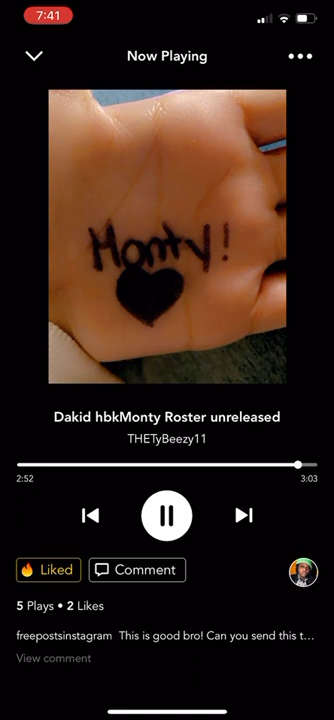 7:41
Now Playing
Monty!
Dakid hbkMonty Roster unreleased
THETyBeezy11
2:52
3:03
Liked
Comment
5 Plays • 2 Likes
freepostsinstagram This is good bro! Can you send this t...
View comment